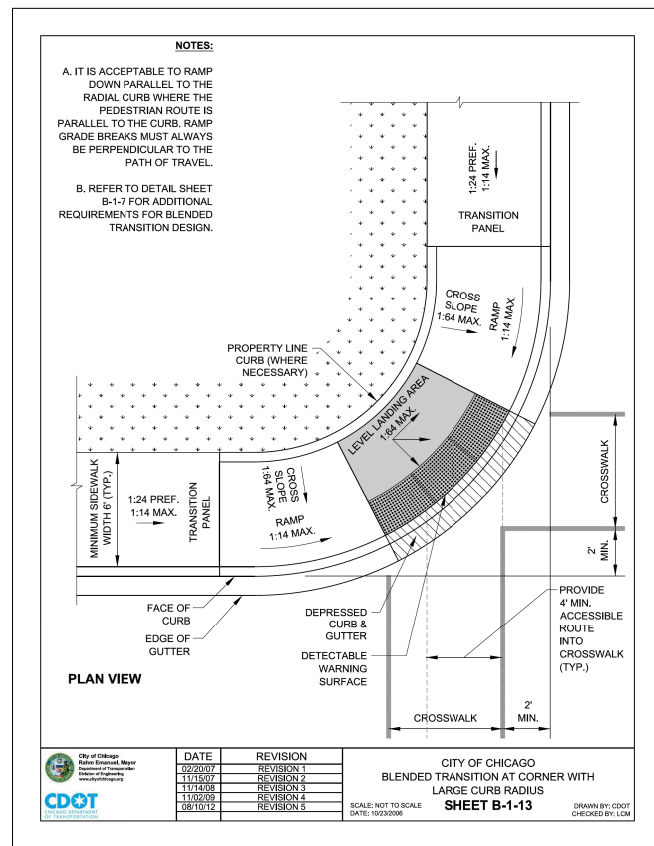 NOTES:
A. IT IS ACCEPTABLE TO RAMP
DOWN PARALLEL TO THE
RADIAL CURB WHERE THE
PEDESTRIAN ROUTE IS
PARALLEL TO THE CURB. RAMP
GRADE BREAKS MUST ALWAYS
BE PERPENDICULAR TO THE
PATH OF TRAVEL.
B. REFER TO DETAIL SHEET
B-1-7 FOR ADDITIONAL
REQUIREMENTS FOR BLENDED
TRANSITION DESIGN.
1:24 PREF.
1:14 MAX.
TRANSITION
PANEL
CROSS
SLOPE
1:64 MAX.
RAMP
1:14 MAX.
PROPERTY LINE
CURB (WHERE
NECESSARY)
LEVEL LANDING AREA
1:64 MAX.
MINIMUM SIDEWALK
WIDTH 6' (TYP.)
1:24 PREF.
1:14 MAX.
TRANSITION
PANEL
CROSS
SLOPE
1:64 MAX.
RAMP
1:14 MAX.
CROSSWALK
2'
MIN.
FACE OF
CURB
EDGE OF
GUTTER
DEPRESSED
CURB &
GUTTER
DETECTABLE
WARNING
SURFACE
PROVIDE
4' MIN.
ACCESSIBLE
ROUTE
INTO
CROSSWALK
(TYP.)
PLAN VIEW
CROSSWALK
2'
MIN.
City of Chicago
Rahm Emanuel, Mayor
Department of Transportation
Division of Engineering
www.cityofchicago.org
CDOT
CHICAGO DEPARTMENT
OF TRANSPORTATION
DATE REVISION
02/20/07 REVISION 1
11/15/07 REVISION 2
11/14/08 REVISION 3
11/02/09 REVISION 4
08/10/12 REVISION 5
CITY OF CHICAGO
BLENDED TRANSITION AT CORNER WITH
LARGE CURB RADIUS
SCALE: NOT TO SCALE
DATE: 10/23/2006
SHEET B-1-13
DRAWN BY: CDOT
CHECKED BY: LCM